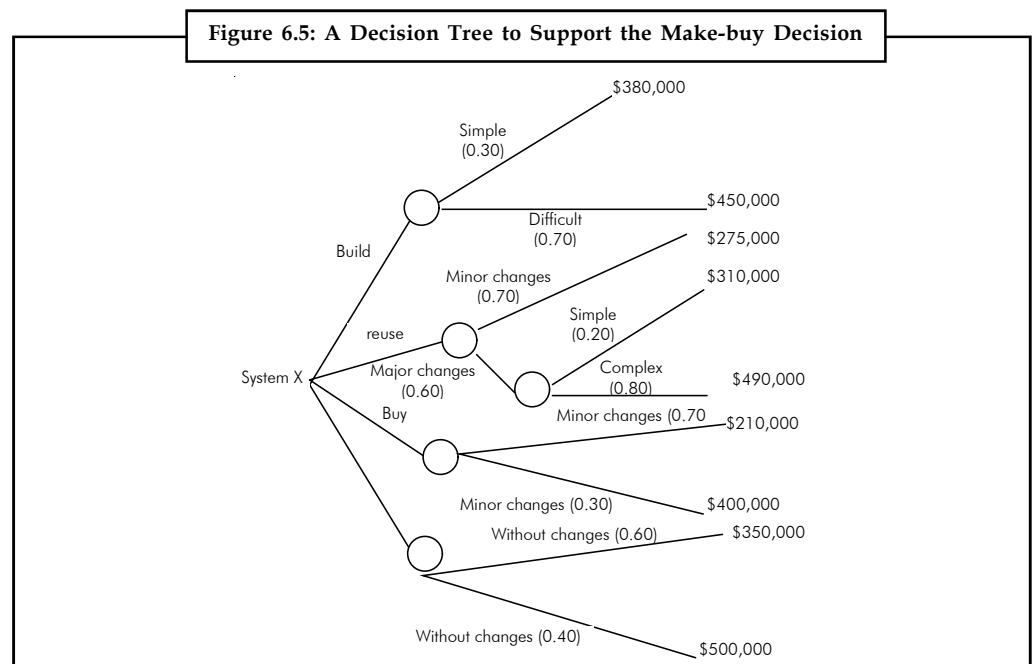 Figure 6.5: A Decision Tree to Support the Make-buy Decision
$380,000
Simple
(0.30)
$450,000
Difficult
(0.70)
$275,000
Build
Minor changes
(0.70)
$310,000
Simple
(0.20)
reuse
System X
Major changes
(0.60)
Complex
(0.80)
$490,000
Buy
Minor changes (0.70
$210,000
Minor changes (0.30)
$400,000
Without changes (0.60)
$350,000
Without changes (0.40)
$500,000